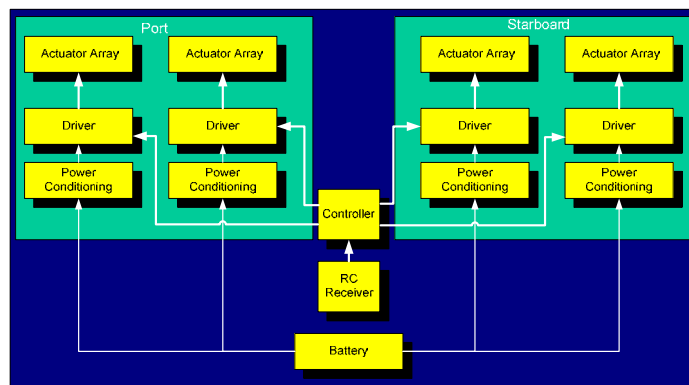 Port
Starboard
Actuator Array
Actuator Array
Actuator Array
Actuator Array
Driver
Driver
Driver
Driver
Power
Conditioning
Power
Conditioning
Power
Conditioning
Power
Conditioning
Controller
RC
Receiver
Battery